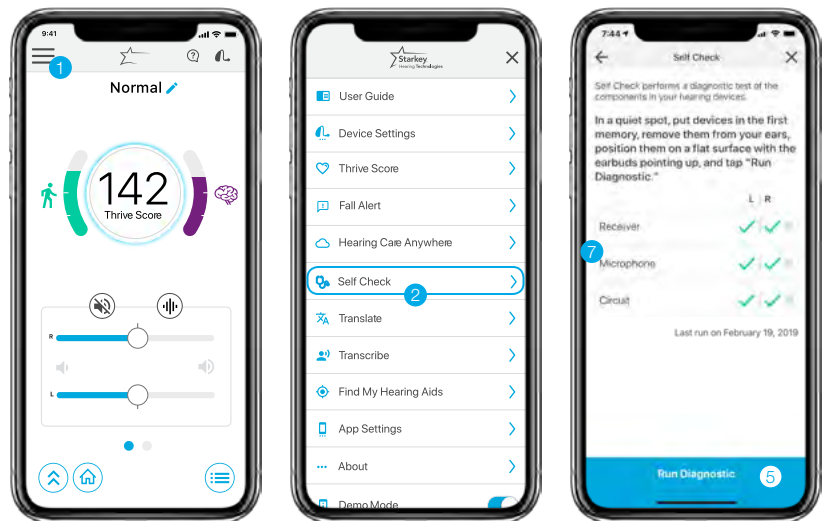 9:41
1
Normal
142
Thrive Score
R
L
Starkey
Hearing Technologies
User Guide
Device Settings
Thrive Score
Fall Alert
Hearing Care Anywhere
Self Check
2
Translate
Transcribe
Find My Hearing Aids
App Settings
About
Demo Mode
7:44
Self Check
Self Check performs a diagnostic test of the
components in your hearing devices.
In a quiet spot, put devices in the first
memory, remove them from your ears,
position them on a flat surface with the
earbuds pointing up, and tap "Run
Diagnostic."
L R
Receiver
7
Microphone
Circuit
Last run on February 19, 2019
Run Diagnostic
5